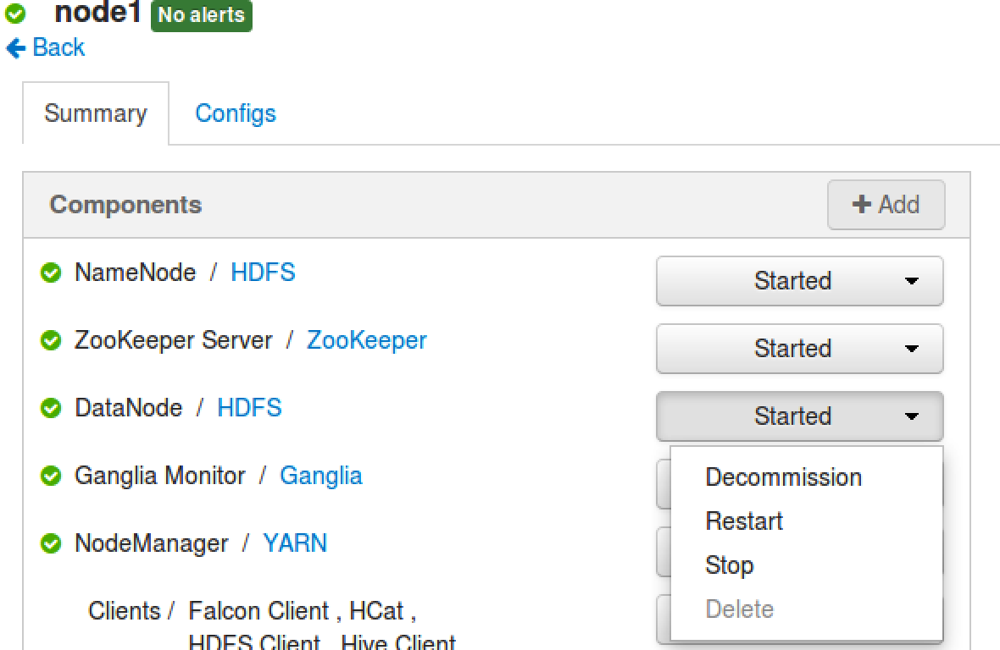 node1 No alerts
Back
Summary Configs
Components + Add
NameNode / HDFS Started
ZooKeeper Server / ZooKeeper Started
DataNode / HDFS Started
Ganglia Monitor / Ganglia Decommission
Restart
NodeManager / YARN
Stop
Clients / Falcon Client , HCat , Delete
HDFS Client , Hive Client